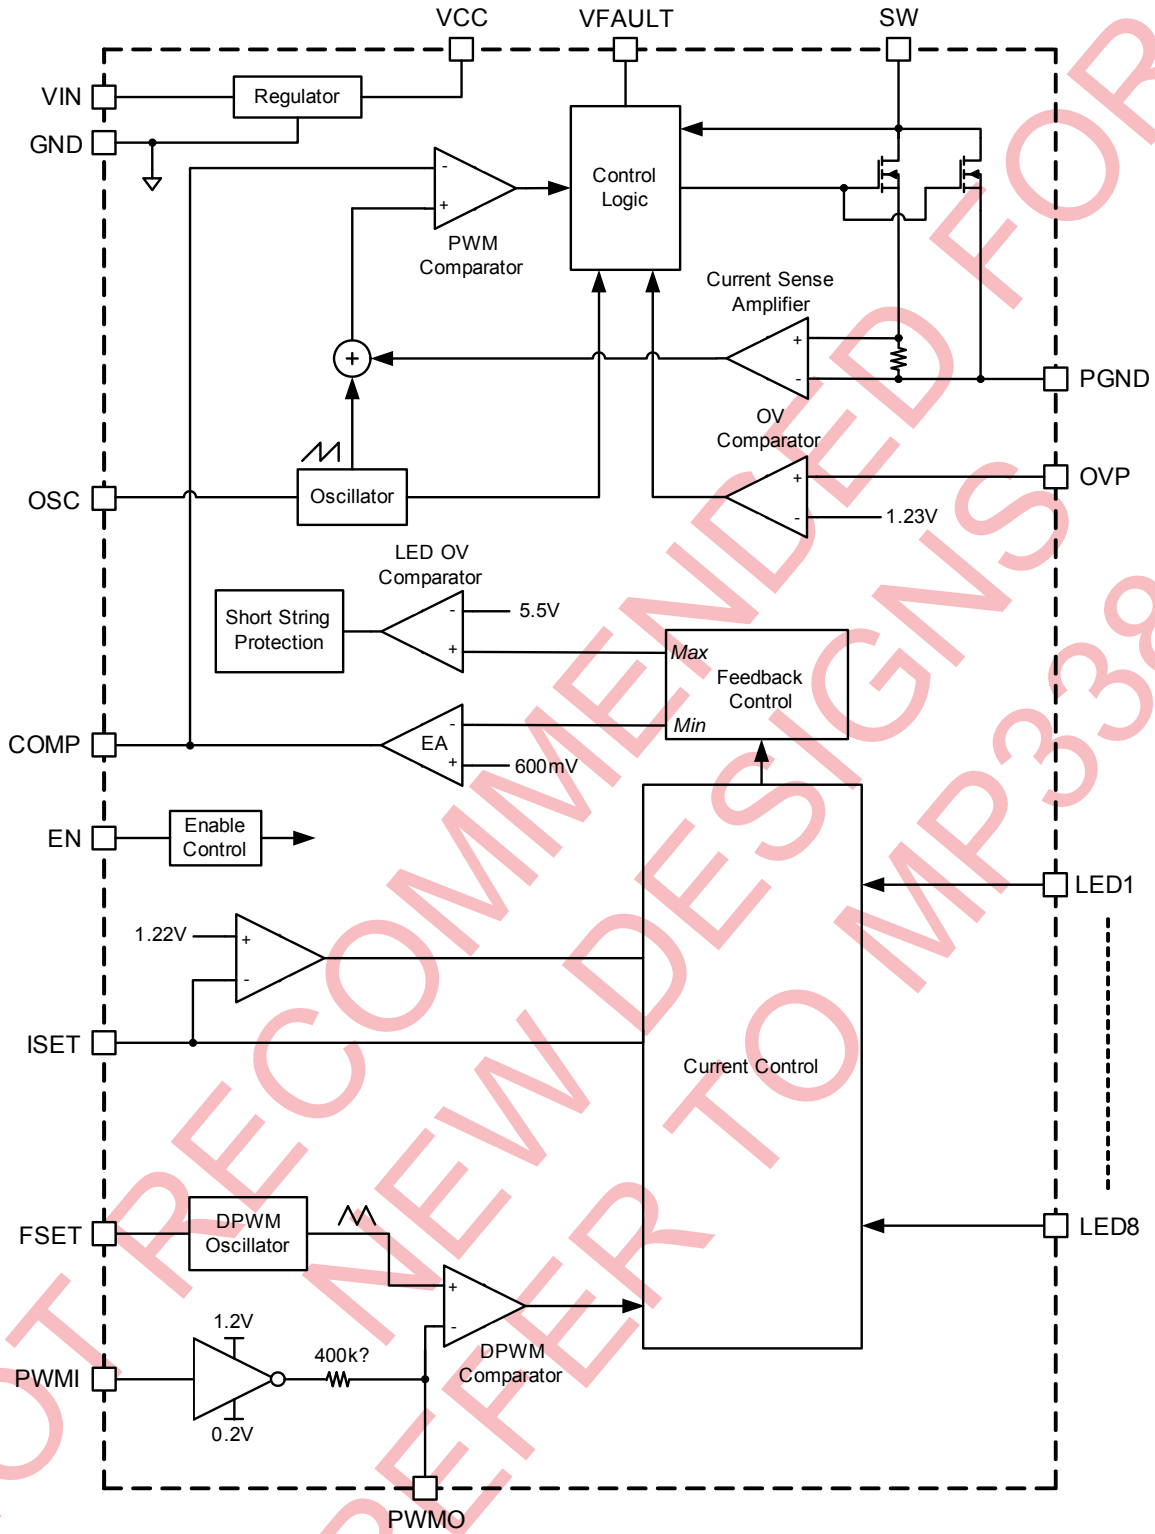 VCC
VFAULT
SW
VIN
Regulator
GND
-
+
PWM
Comparator
Control
Logic
Current Sense
Amplifier
+
-
+
PGND
OV
Comparator
+
-
1.23V
OVP
OSC
Oscillator
LED OV
Comparator
Short String
Protection
-
+
5.5V
Max
Feedback
Control
Min
COMP
EA
-
+
600mV
EN
Enable
Control
LED1
1.22V
+
-
ISET
Current Control
FSET
DPWM
Oscillator
LED8
+
-
DPWM
Comparator
1.2V
400k?
PWMI
0.2V
PWMO
NOT RECOMMENDED FOR
NEW DESIGNS
REFER TO MP338